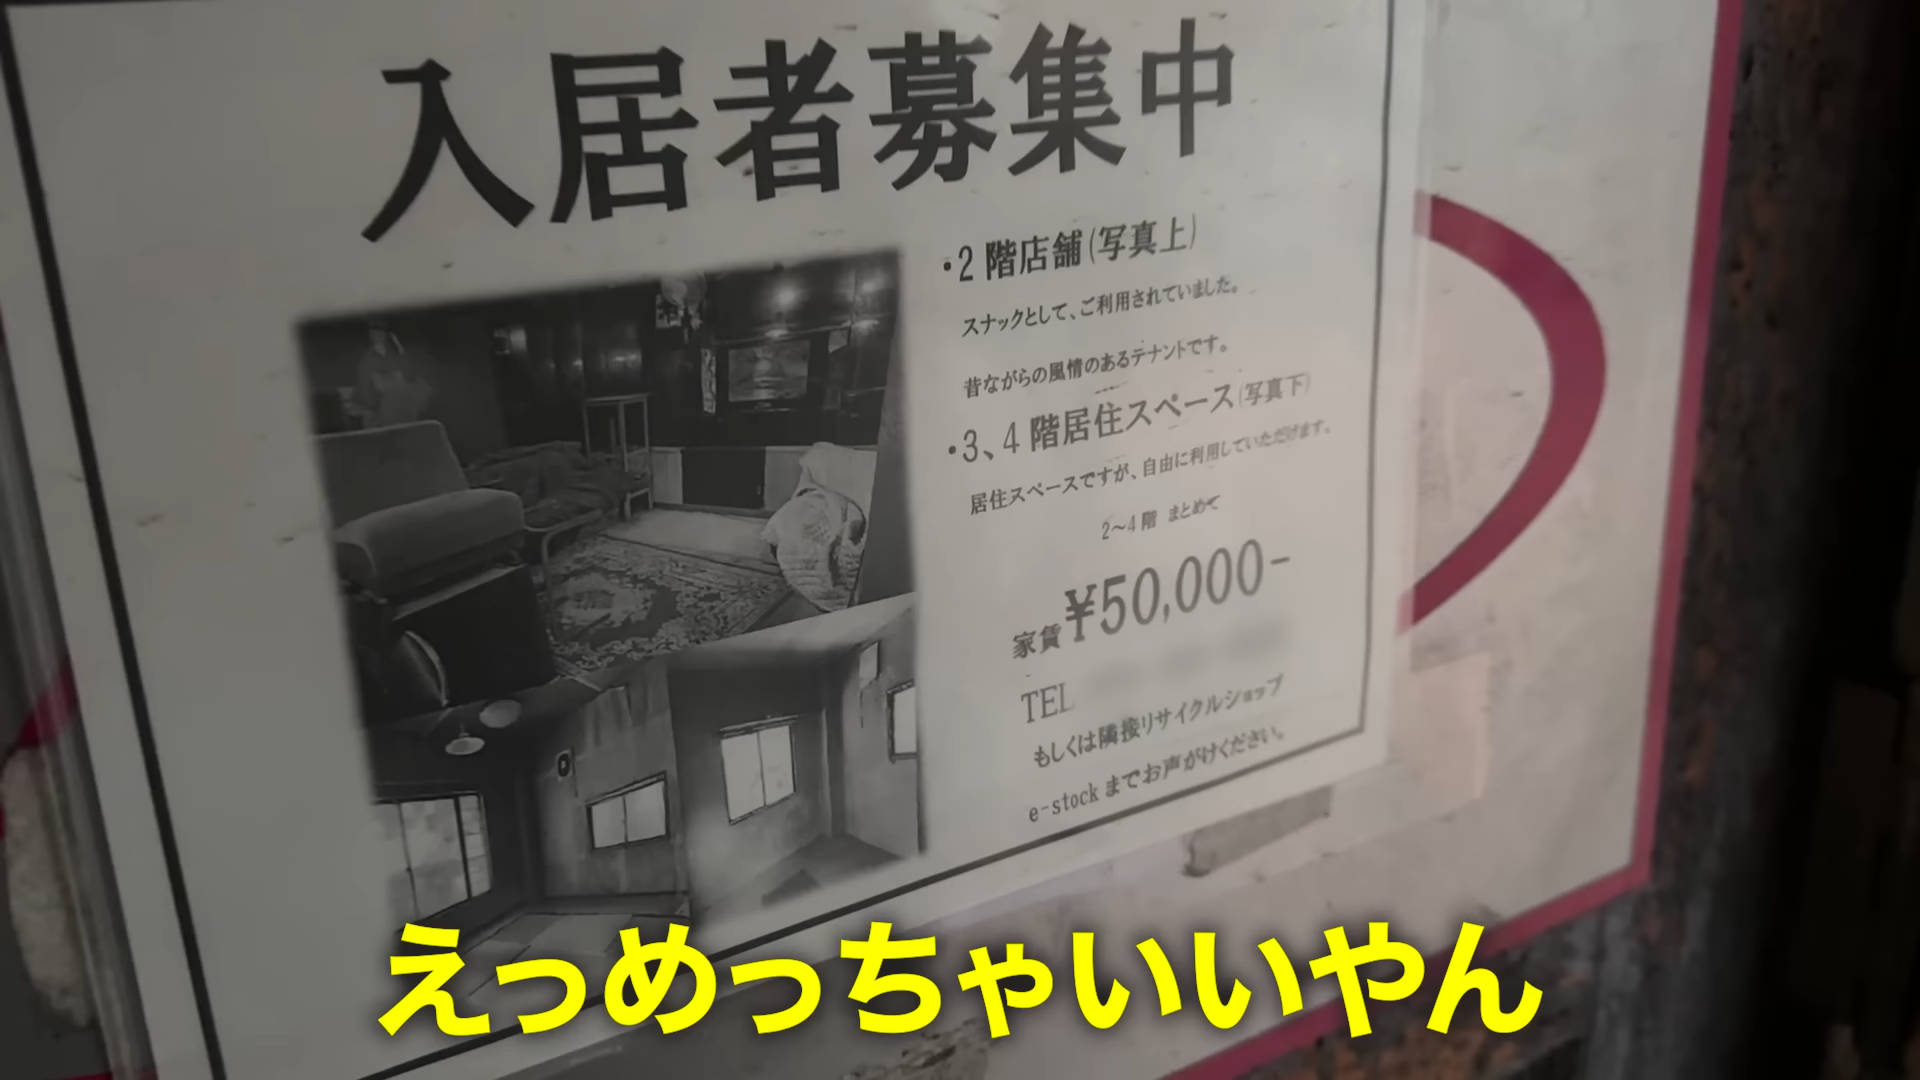 入居者募集中
・2階店舗(写真上)
スナックとして、ご利用されていました。
昔ながらの風情のあるテナントです。
・3、4階居住スペース(写真下)
居住スペースですが、自由に利用していただけます。
2～4階 まとめて
家賃¥50,000-
TEL
もしくは隣接リサイクルショップ
e-stockまでお声がけください。
えっめっちゃいいやん